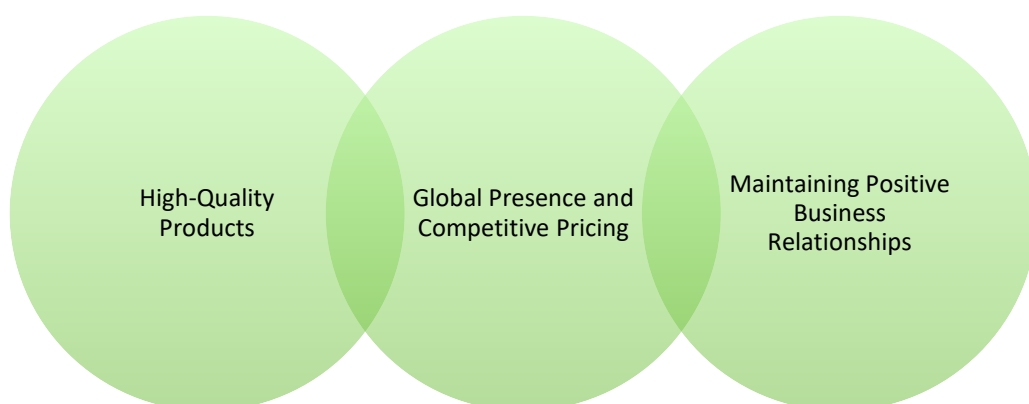 High-Quality
Products
Global Presence and
Competitive Pricing
Maintaining Positive
Business
Relationships